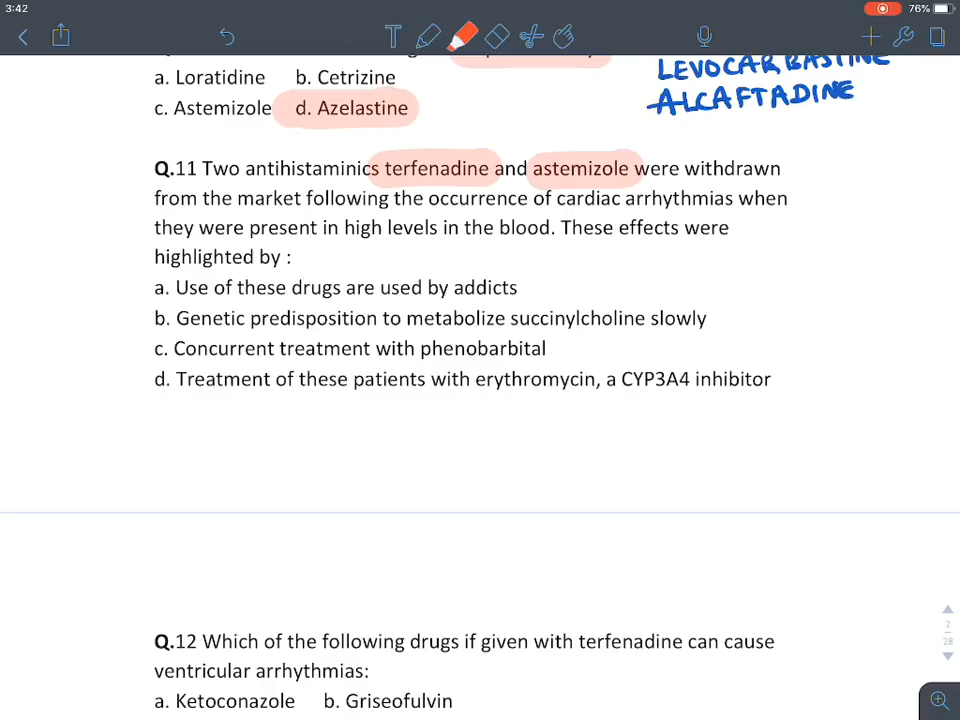 3:42
76%
T
LEVOCARBASTINE
a. Loratidine b. Cetrizine
ALCAFTADINE
c. Astemizole d. Azelastine
Q.11 Two antihistaminics terfenadine and astemizole were withdrawn
from the market following the occurrence of cardiac arrhythmias when
they were present in high levels in the blood. These effects were
highlighted by :
a. Use of these drugs are used by addicts
b. Genetic predisposition to metabolize succinylcholine slowly
c. Concurrent treatment with phenobarbital
d. Treatment of these patients with erythromycin, a CYP3A4 inhibitor
2
28
Q.12 Which of the following drugs if given with terfenadine can cause
ventricular arrhythmias:
a. Ketoconazole b. Griseofulvin